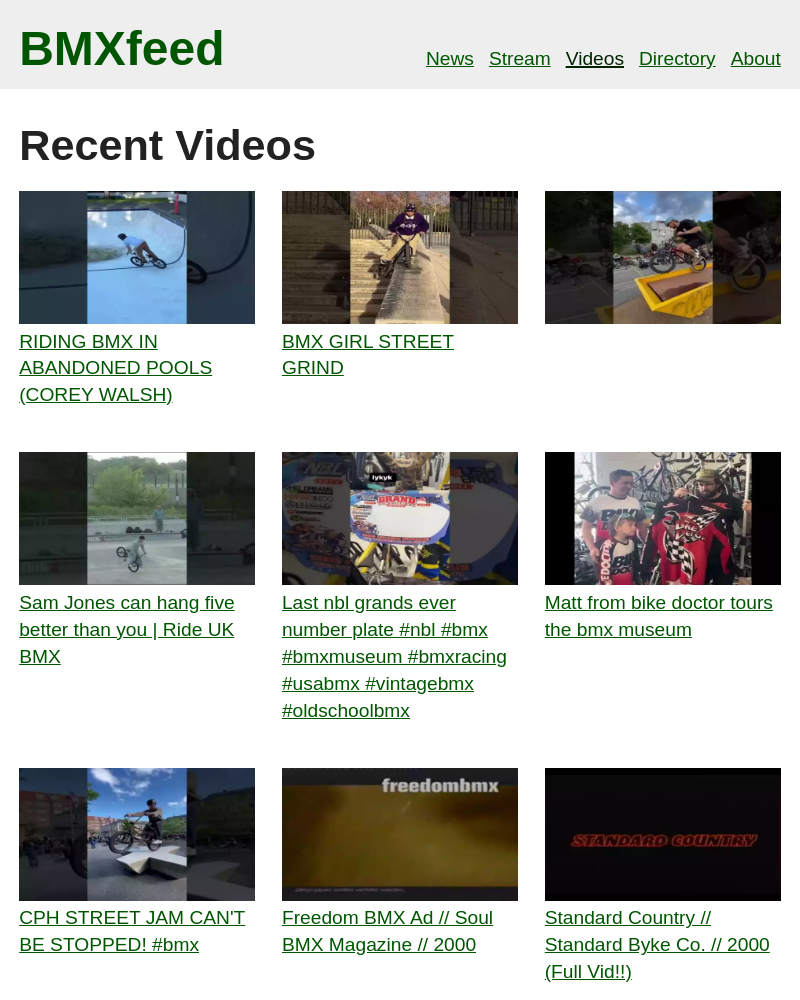 BMXfeed
News Stream Videos Directory About
Recent Videos
RIDING BMX IN
ABANDONED POOLS
(COREY WALSH)
BMX GIRL STREET
GRIND
lykyk
NBL
GRAND
Sam Jones can hang five
better than you | Ride UK
BMX
Last nbl grands ever
number plate #nbl #bmx
#bmxmuseum #bmxracing
#usabmx #vintagebmx
#oldschoolbmx
Matt from bike doctor tours
the bmx museum
freedombmx
STANDARD COUNTRY
CPH STREET JAM CAN'T
BE STOPPED! #bmx
Freedom BMX Ad // Soul
BMX Magazine // 2000
Standard Country //
Standard Byke Co. // 2000
(Full Vid!!)